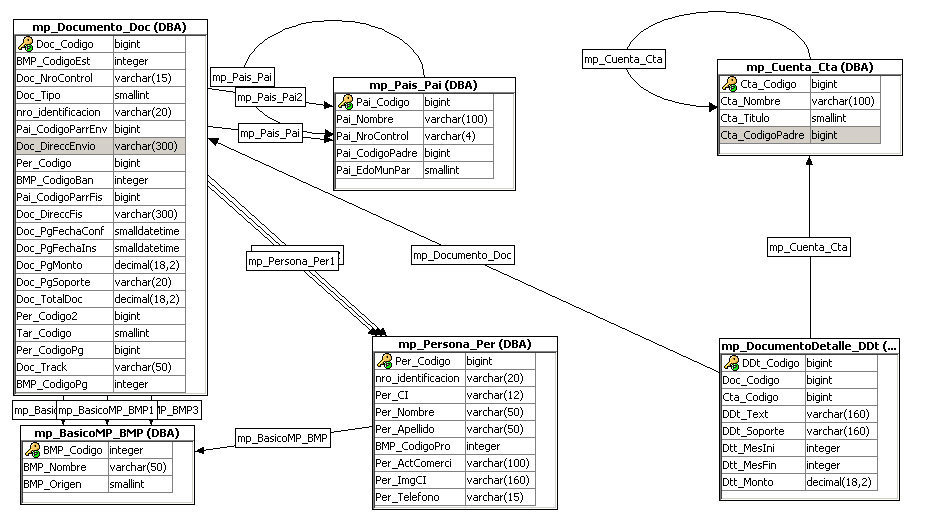 mp_Documento_Doc (DBA)
Doc_Codigo bigint
BMP_CodigoEst integer
Doc_NroControl varchar(15)
Doc_Tipo smallint
nro_identificacion varchar(20)
Pai_CodigoParrEnv bigint
Doc_DireccEnvio varchar(300)
Per_Codigo bigint
BMP_CodigoBan integer
Pai_CodigoParrFis bigint
Doc_DireccFis varchar(300)
Doc_PgFechaConf smalldatetime
Doc_PgFechaIns smalldatetime
Doc_PgMonto decimal(18,2)
Doc_PgSoporte varchar(20)
Doc_TotalDoc decimal(18,2)
Per_Codigo2 bigint
Tar_Codigo smallint
Per_CodigoPg bigint
Doc_Track varchar(50)
BMP_CodigoPg integer
mp_Pais_Pai
mp_Pais_Pai2
mp_Pais_Pai
mp_Pais_Pai (DBA)
Pai_Codigo bigint
Pai_Nombre varchar(100)
Pai_NroControl varchar(4)
Pai_CodigoPadre bigint
Pai_EdoMunPar smallint
mp_Cuenta_Cta
mp_Cuenta_Cta (DBA)
Cta_Codigo bigint
Cta_Nombre varchar(100)
Cta_Titulo smallint
Cta_CodigoPadre bigint
mp_Persona_Per1
mp_Documento_Doc
mp_Cuenta_Cta
mp_Persona_Per (DBA)
Per_Codigo bigint
nro_identificacion varchar(20)
Per_CI varchar(12)
Per_Nombre varchar(50)
Per_Apellido varchar(50)
BMP_CodigoPro integer
Per_ActComerci varchar(100)
Per_ImgCI varchar(160)
Per_Telefono varchar(15)
mp_DocumentoDetalle_DDt (...
DDt_Codigo bigint
Doc_Codigo bigint
Cta_Codigo bigint
DDt_Text varchar(160)
DDt_Soporte varchar(160)
Dtt_MesIni integer
Dtt_MesFin integer
Dtt_Monto decimal(18,2)
mp_Basic mp_BasicoMP_BMP1 P_BMP3
mp_BasicoMP_BMP
mp_BasicoMP_BMP (DBA)
BMP_Codigo integer
BMP_Nombre varchar(50)
BMP_Origen smallint